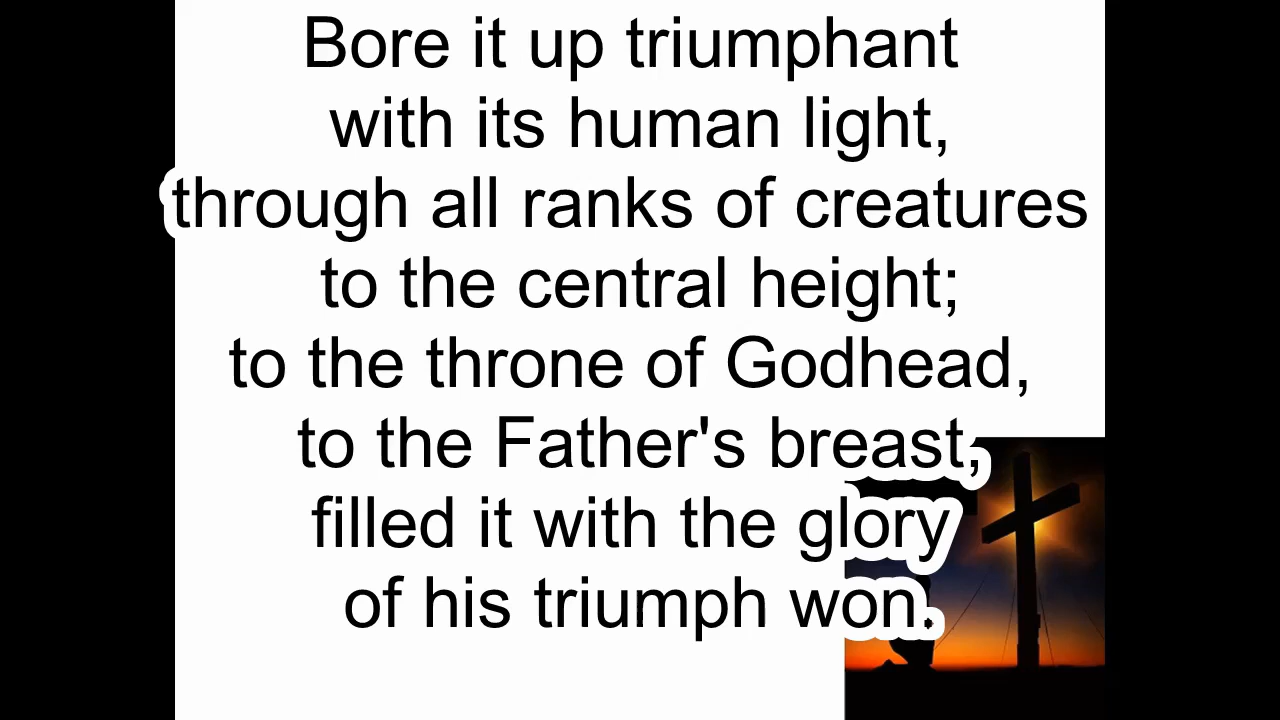 Bore it up triumphant
with its human light,
through all ranks of creatures
to the central height;
to the throne of Godhead,
to the Father's breast,
filled it with the glory
of his triumph won.